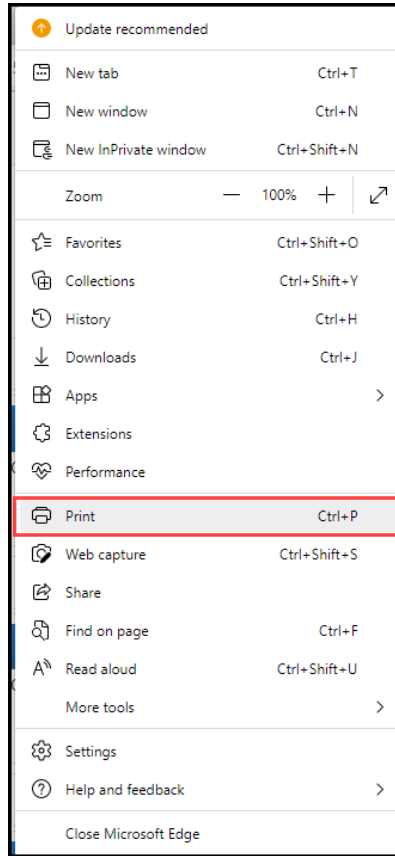 Update recommended
New tab Ctrl+T
New window Ctrl+N
New InPrivate window Ctrl+Shift+N
Zoom — 100% +
Favorites Ctrl+Shift+O
Collections Ctrl+Shift+Y
History Ctrl+H
Downloads Ctrl+J
Apps
Extensions
Performance
Print Ctrl+P
Web capture Ctrl+Shift+S
Share
Find on page Ctrl+F
Read aloud Ctrl+Shift+U
More tools
Settings
Help and feedback
Close Microsoft Edge